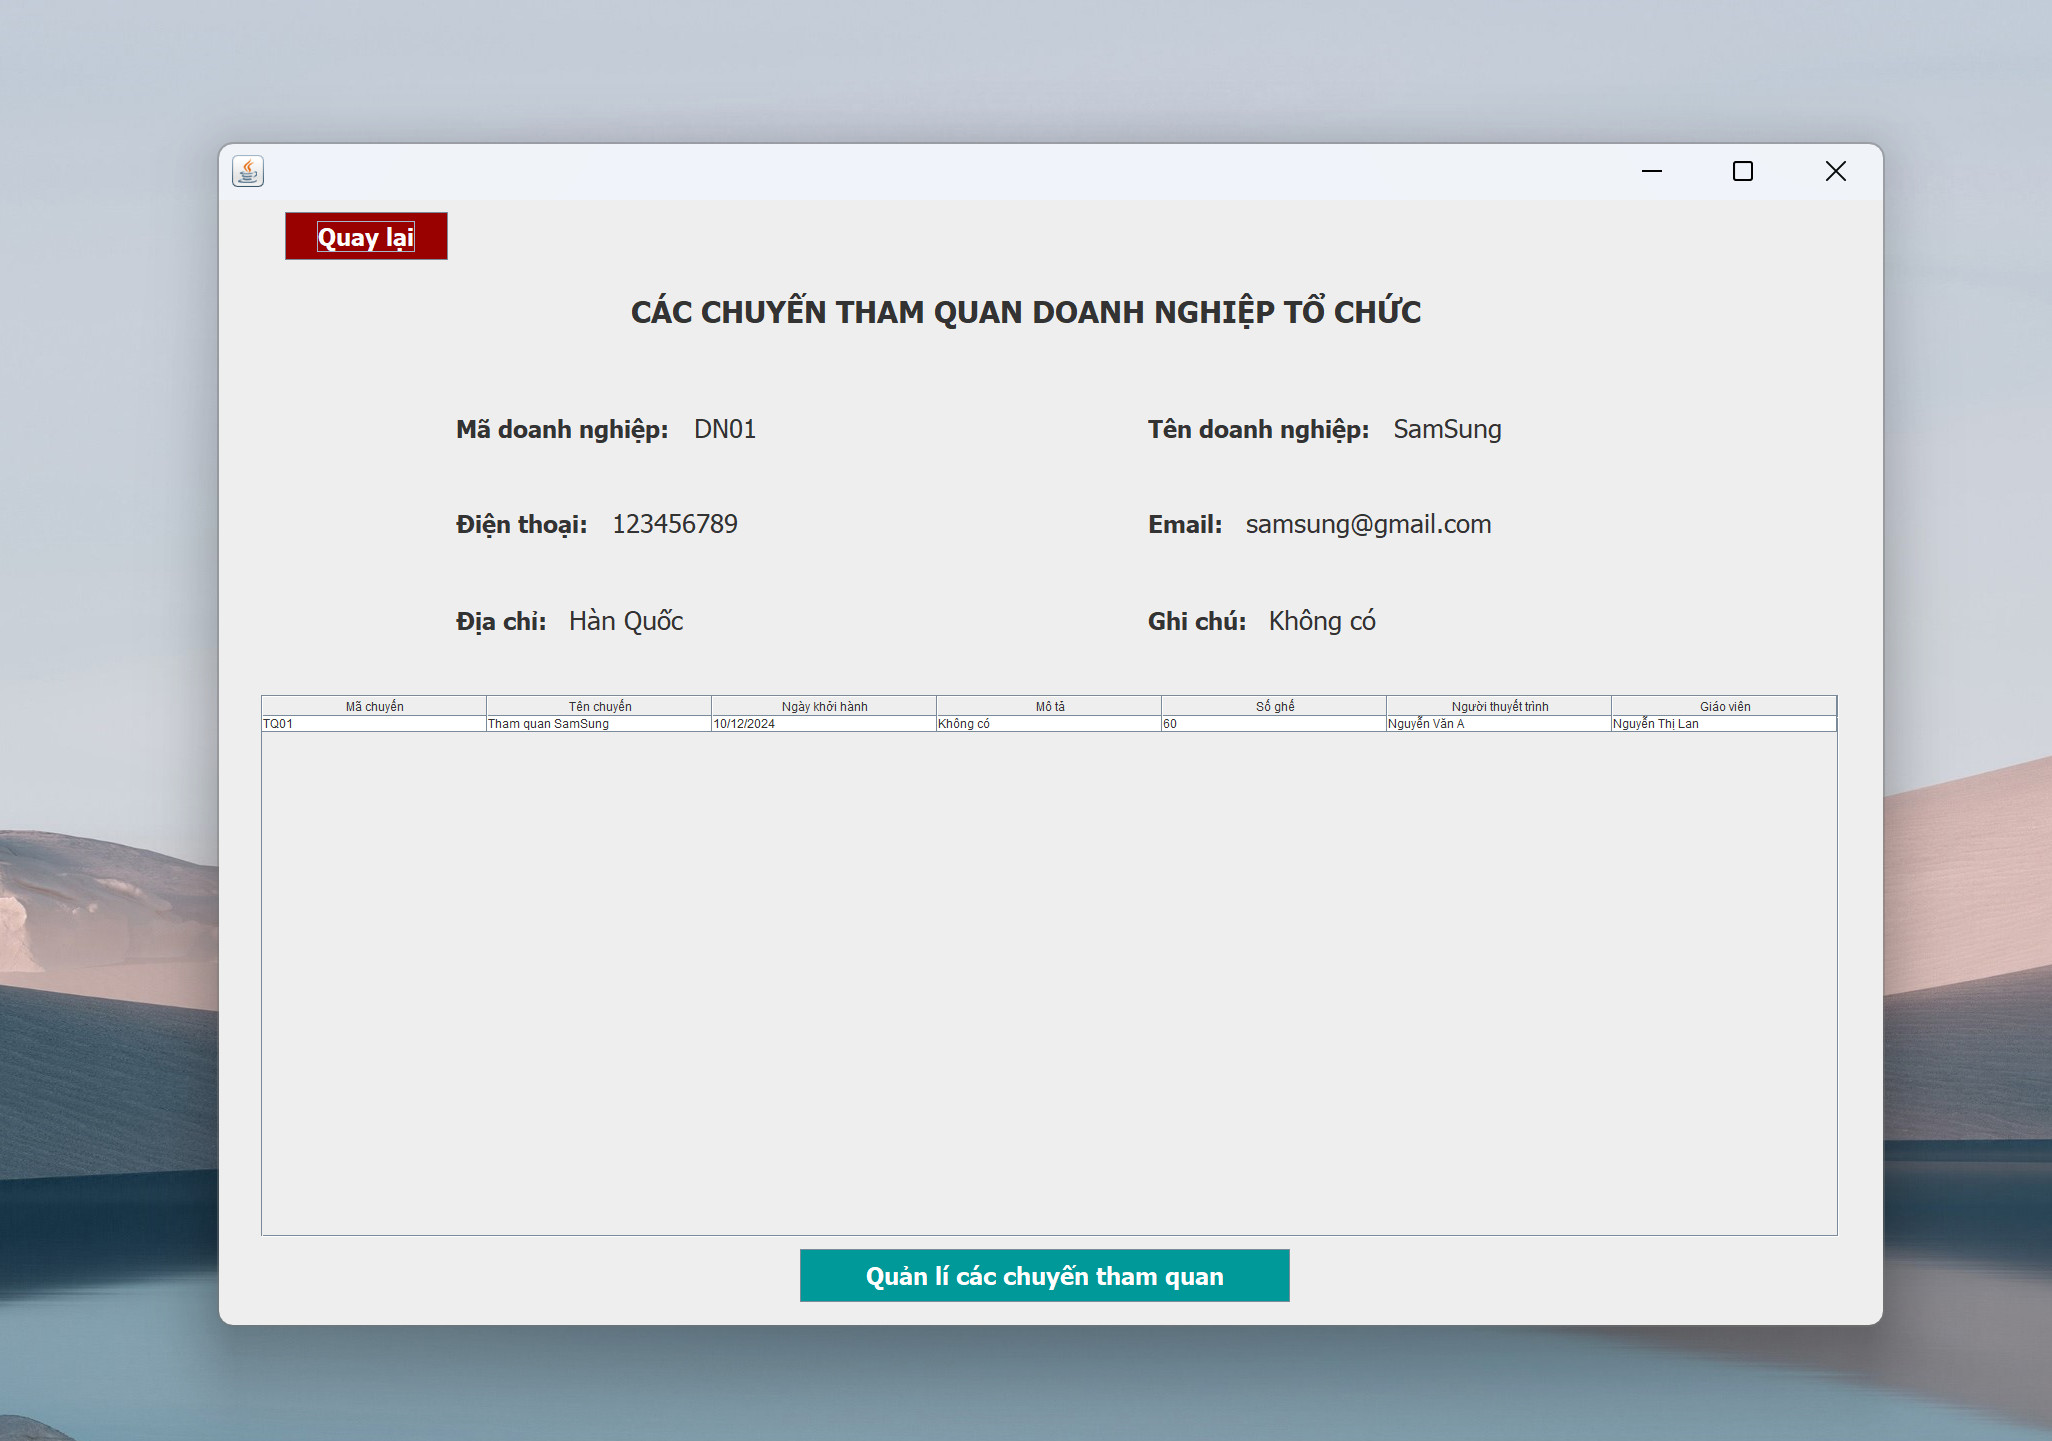 Quay lại
CÁC CHUYẾN THAM QUAN DOANH NGHIỆP TỔ CHỨC
Mã doanh nghiệp: DN01 Tên doanh nghiệp: SamSung
Điện thoại: 123456789 Email: samsung@gmail.com
Địa chỉ: Hàn Quốc Ghi chú: Không có
Mã chuyến Tên chuyến Ngày khởi hành Mô tả Số ghế Người thuyết trình Giáo viên
TQ01 Tham quan SamSung 10/12/2024 Không có 60 Nguyễn Văn A Nguyễn Thị Lan
Quản lí các chuyến tham quan